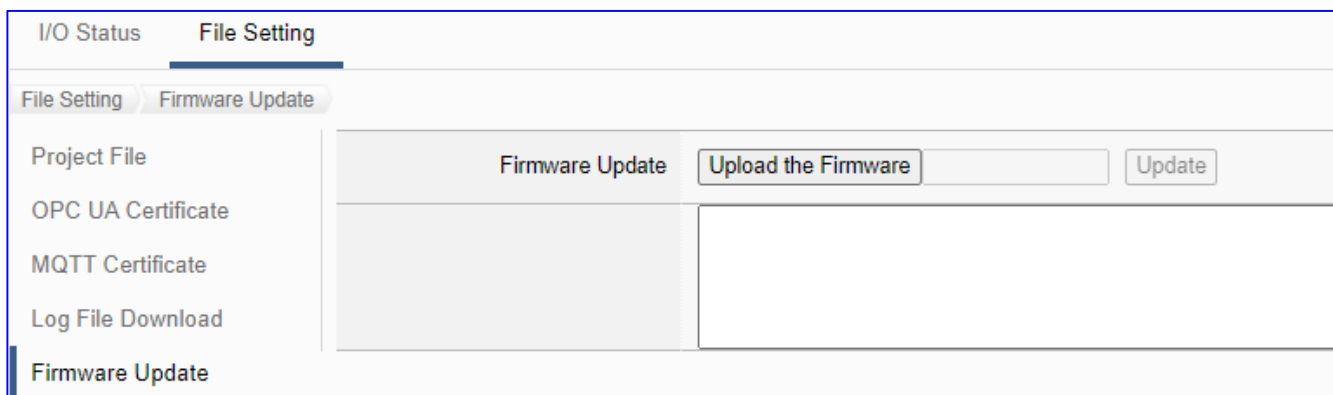 I/O Status File Setting
File Setting Firmware Update
Project File
OPC UA Certificate
MQTT Certificate
Log File Download
Firmware Update
Firmware Update Upload the Firmware Update